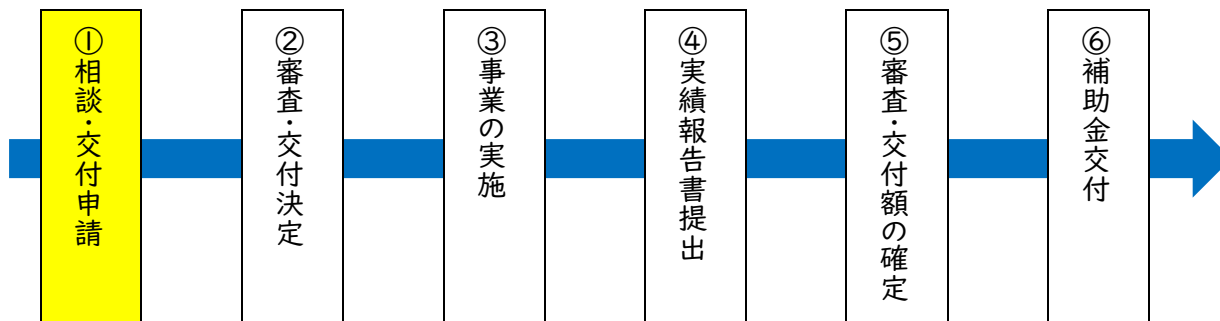 ①相談・交付申請
②審査・交付決定
③事業の実施
④実績報告書提出
⑤審査・交付額の確定
⑥補助金交付